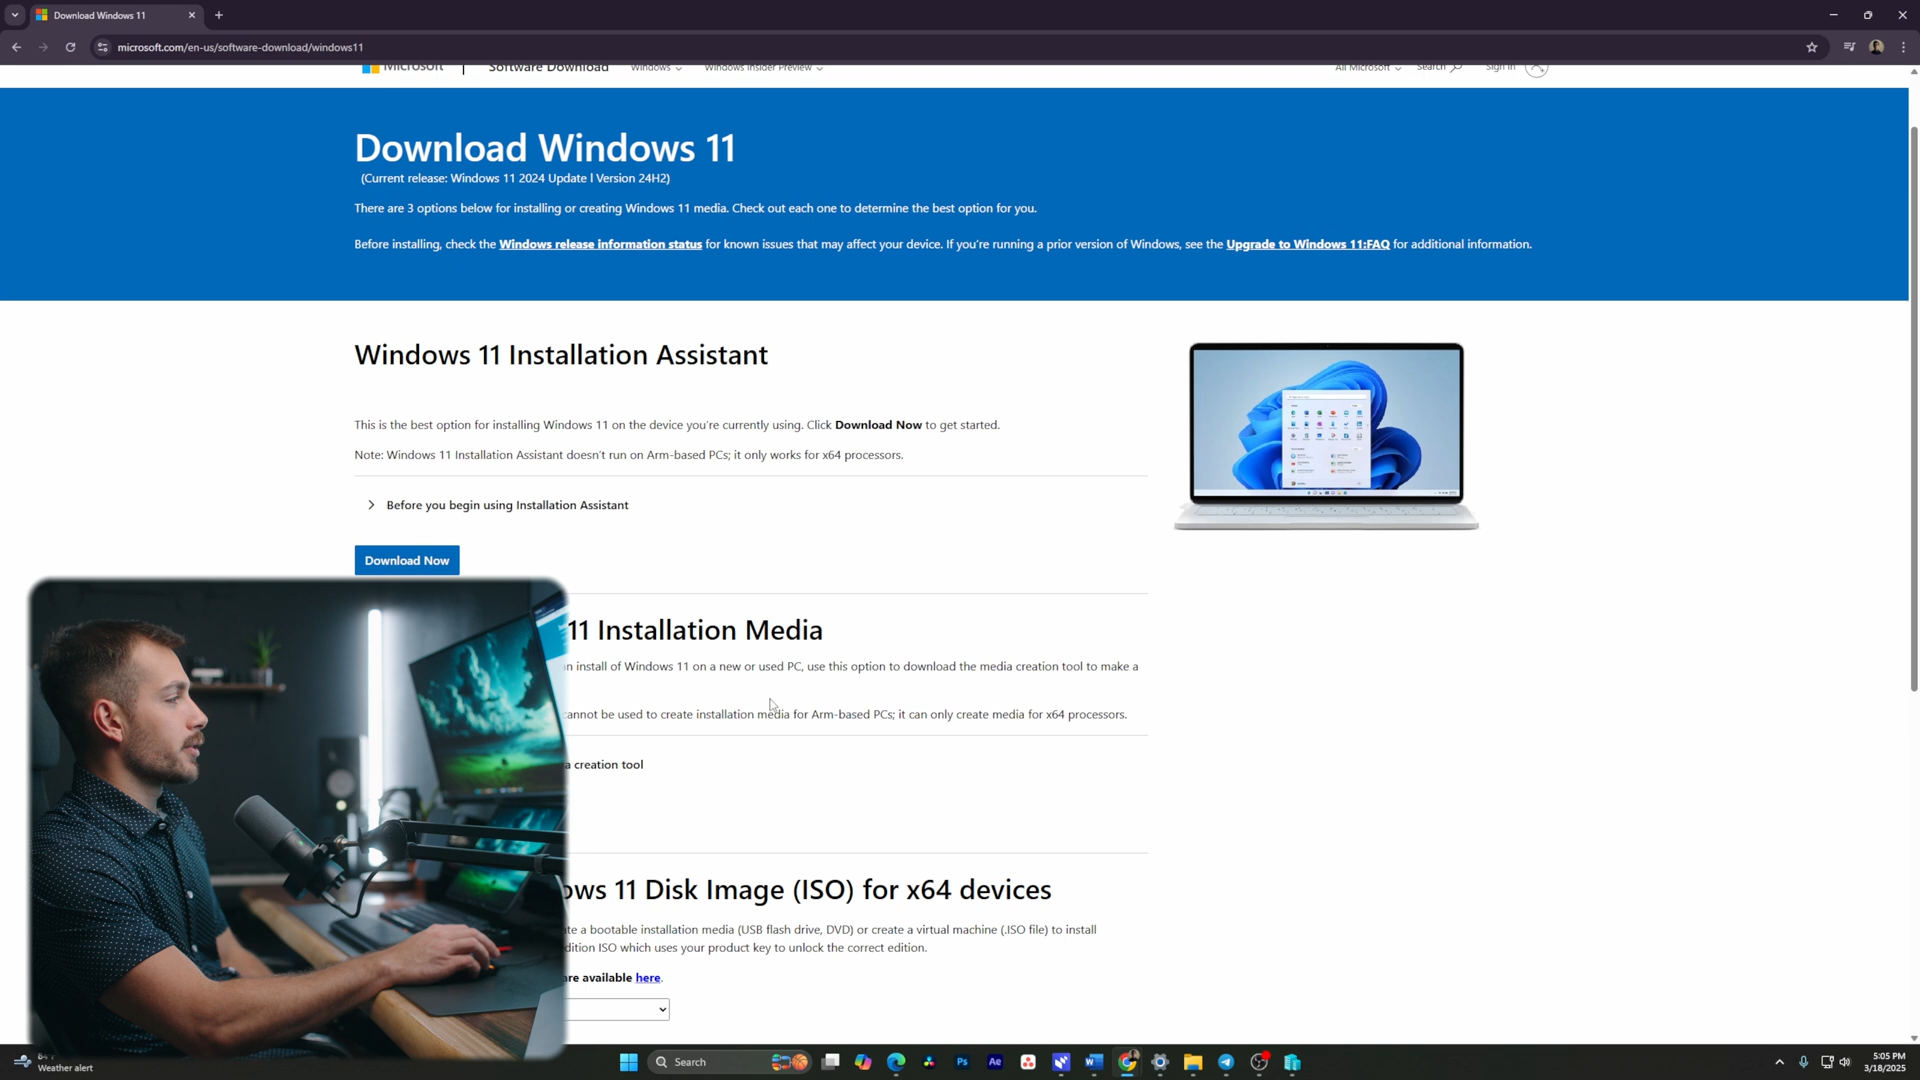 Download Windows 11
microsoft.com/en-us/software-download/windows11
Microsoft | Software Download Windows Windows Insider Preview All Microsoft Search Sign in
Download Windows 11
(Current release: Windows 11 2024 Update l Version 24H2)
There are 3 options below for installing or creating Windows 11 media. Check out each one to determine the best option for you.
Before installing, check the Windows release information status for known issues that may affect your device. If you're running a prior version of Windows, see the Upgrade to Windows 11:FAQ for additional information.
Windows 11 Installation Assistant
This is the best option for installing Windows 11 on the device you're currently using. Click Download Now to get started.
Note: Windows 11 Installation Assistant doesn't run on Arm-based PCs; it only works for x64 processors.
Before you begin using Installation Assistant
Download Now
11 Installation Media
install of Windows 11 on a new or used PC, use this option to download the media creation tool to make a
cannot be used to create installation media for Arm-based PCs; it can only create media for x64 processors.
a creation tool
ows 11 Disk Image (ISO) for x64 devices
te a bootable installation media (USB flash drive, DVD) or create a virtual machine (.ISO file) to install
dition ISO which uses your product key to unlock the correct edition.
re available here.
Weather alert
Search
Ps
Ae
5:05 PM
3/18/2025